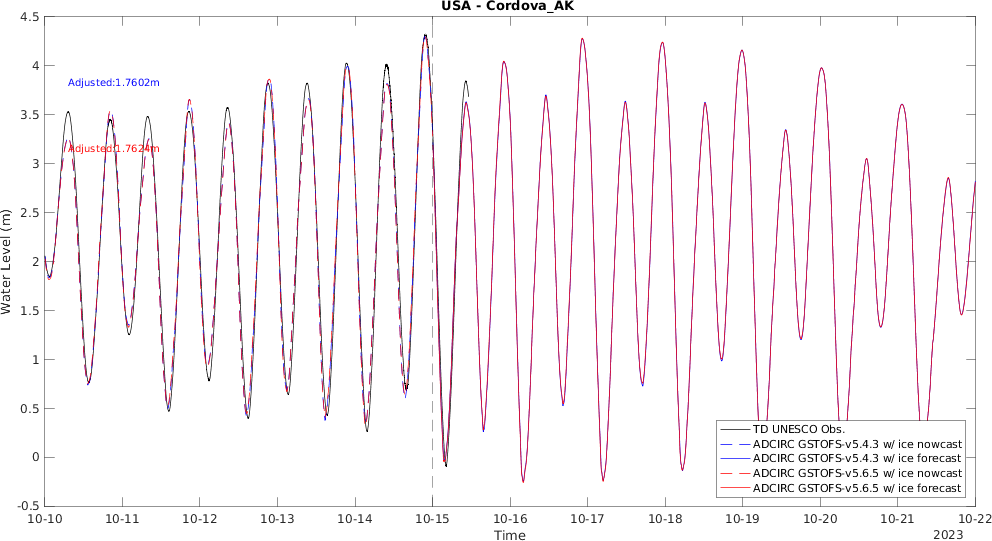 USA - Cordova_AK
4.5
4
3.5
3
2.5
2
1.5
1
0.5
0
-0.5
Water Level (m)
Adjusted:1.7602m
Adjusted:1.7624m
TD UNESCO Obs.
ADCIRC GSTOFS-v5.4.3 w/ ice nowcast
ADCIRC GSTOFS-v5.4.3 w/ ice forecast
ADCIRC GSTOFS-v5.6.5 w/ ice nowcast
ADCIRC GSTOFS-v5.6.5 w/ ice forecast
10-10 10-11 10-12 10-13 10-14 10-15 10-16 10-17 10-18 10-19 10-20 10-21 10-22
Time
2023